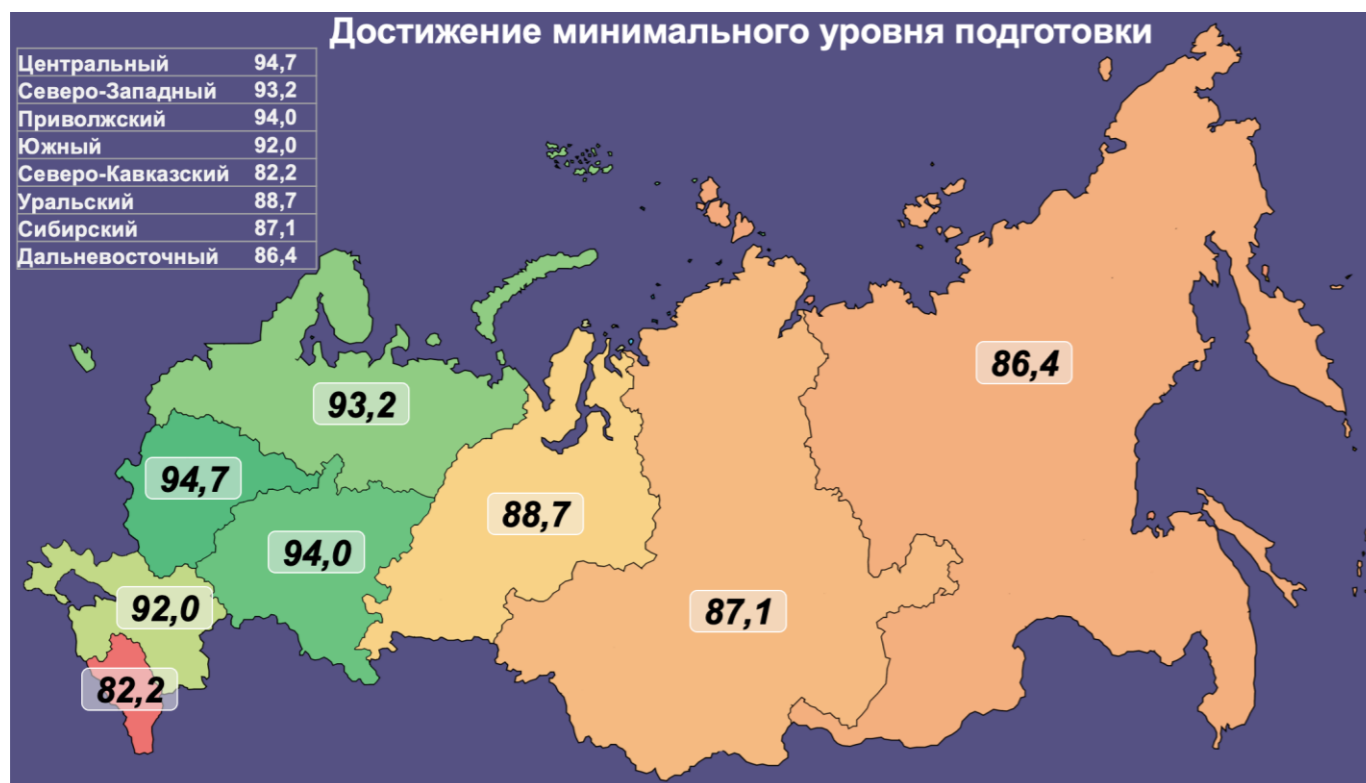 Достижение минимального уровня подготовки
Центральный 94,7
Северо-Западный 93,2
Приволжский 94,0
Южный 92,0
Северо-Кавказский 82,2
Уральский 88,7
Сибирский 87,1
Дальневосточный 86,4
86,4
93,2
94,7
88,7
94,0
92,0
87,1
82,2